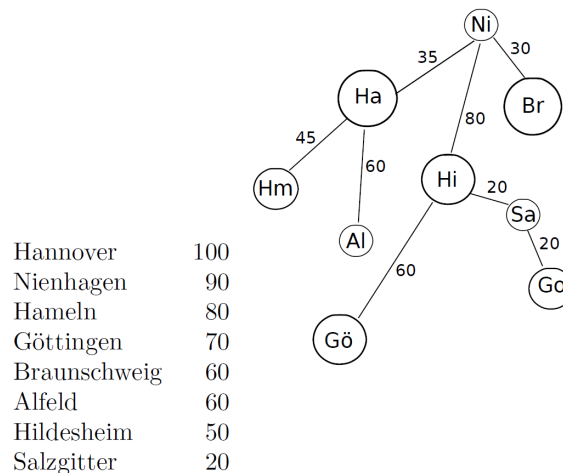 Ni
35
30
Ha
Br
80
45
60
Hm
Hi
20
Sa
Al
20
60
Go
Gö
Hannover 100
Nienhagen 90
Hameln 80
Göttingen 70
Braunschweig 60
Alfeld 60
Hildesheim 50
Salzgitter 20